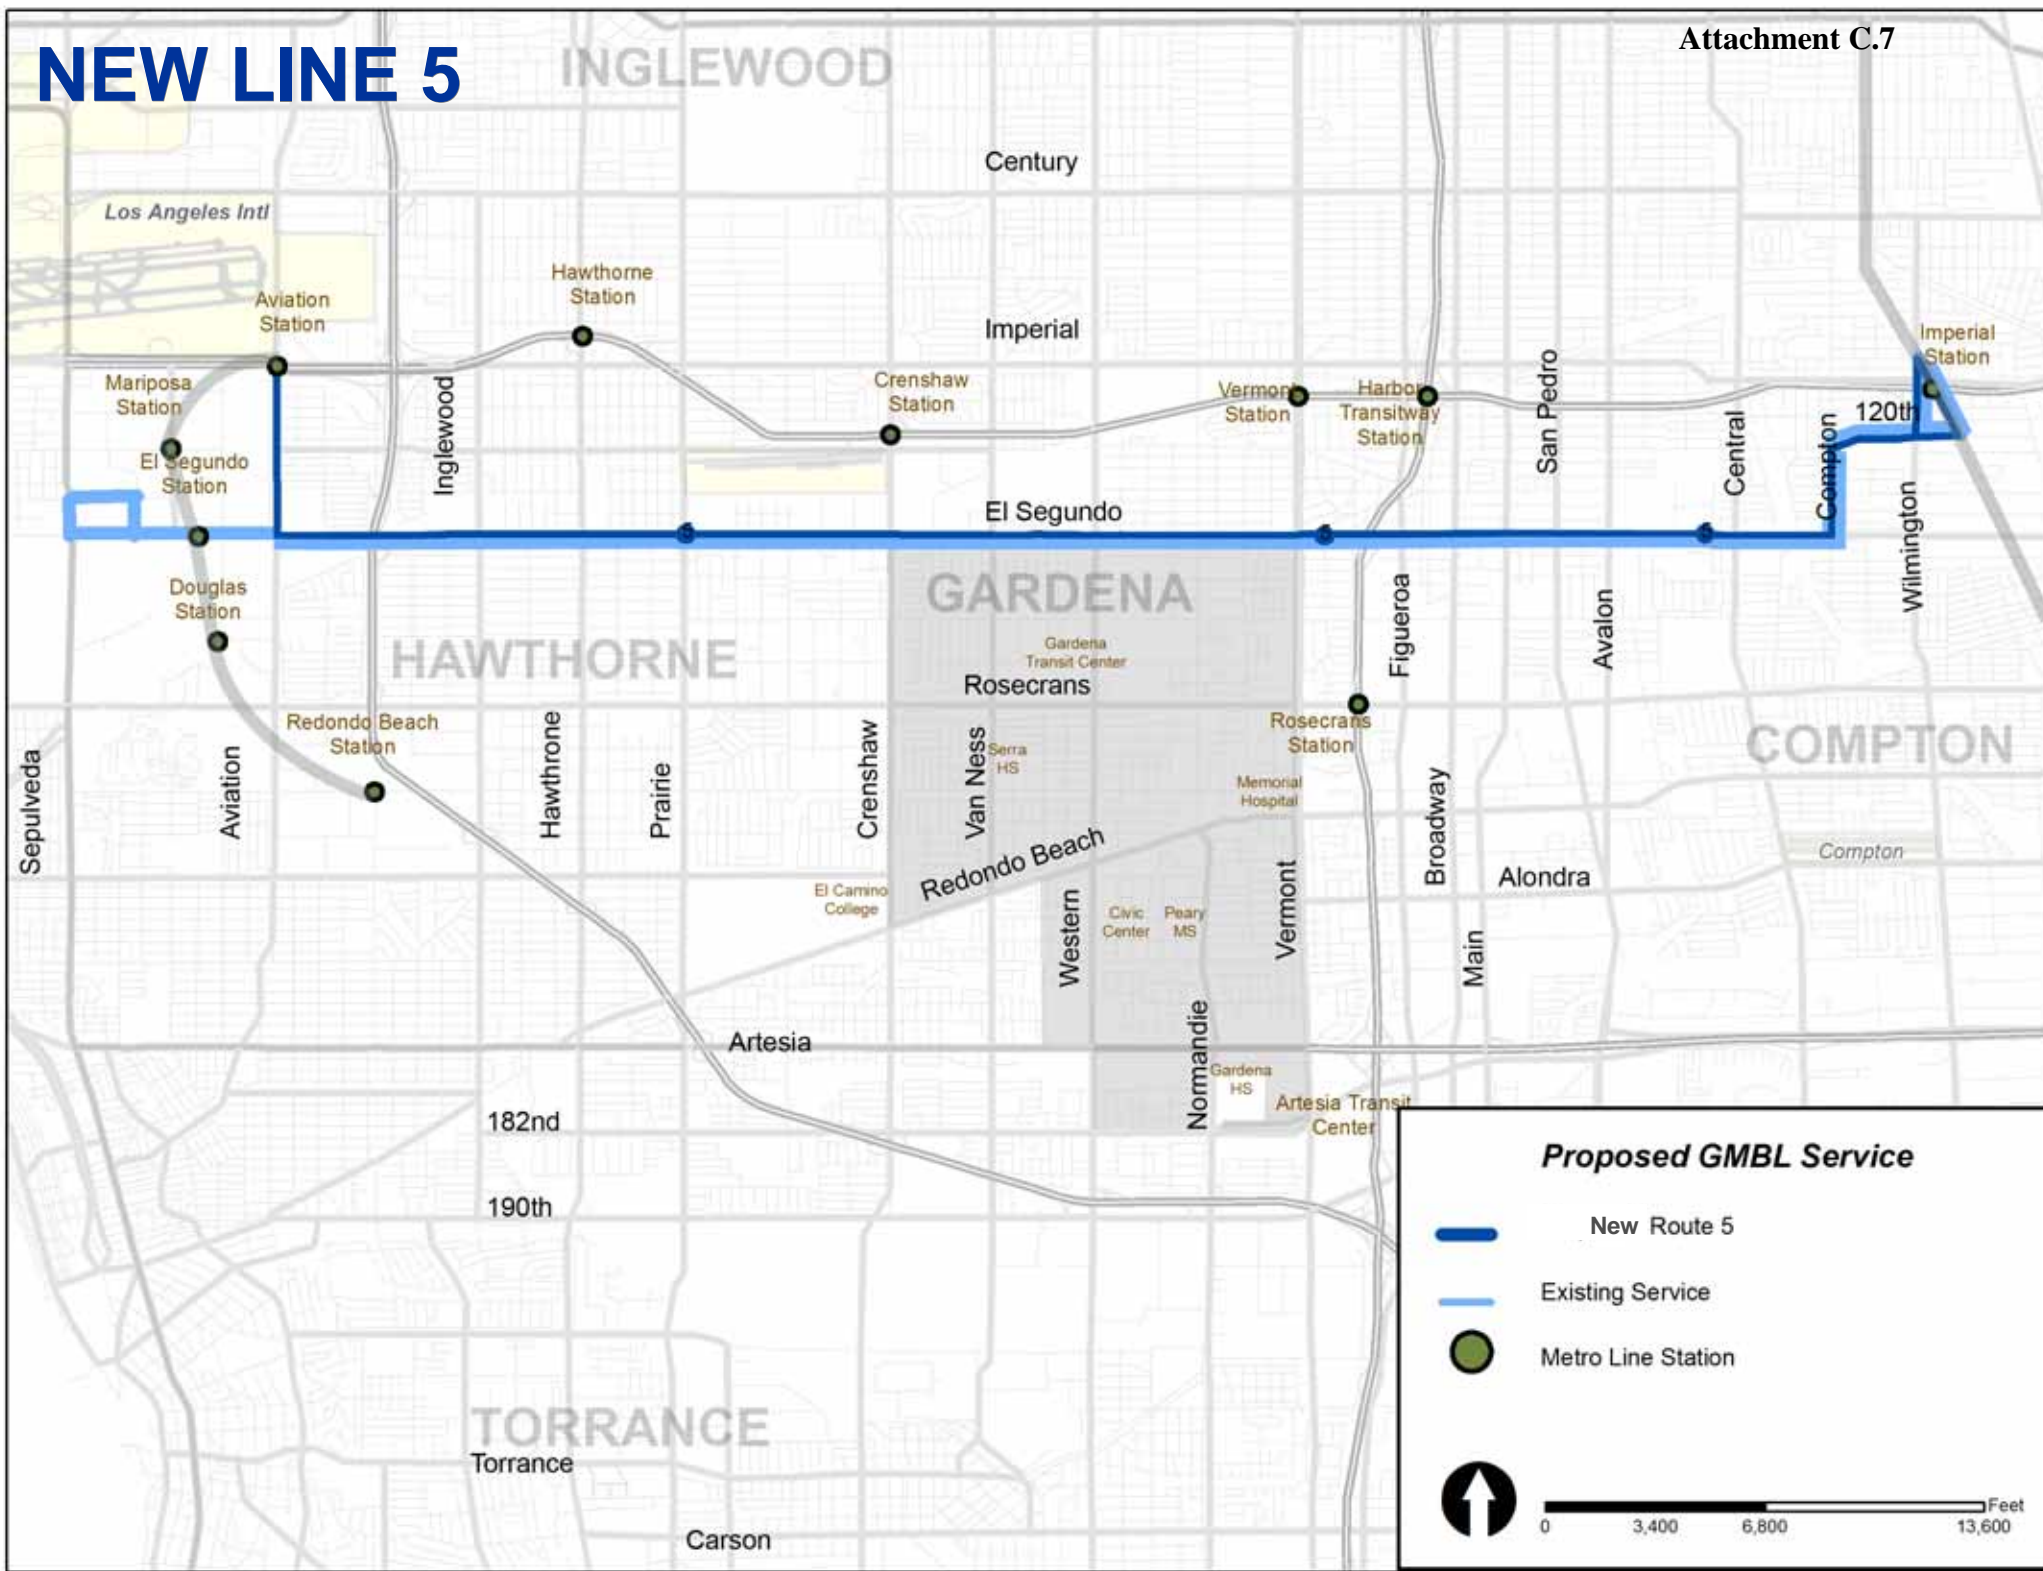 Attachment C.7
NEW LINE 5
INGLEWOOD
Century
Los Angeles Intl
Hawthorne
Station
Aviation
Station
Imperial
Imperial
Station
Mariposa
Station
Crenshaw
Station
Vermont
Station
Harbor
Transitway
Station
Inglewood
San Pedro
Central
Compton
120th
El Segundo
Station
El Segundo
Wilmington
5
5
5
Douglas
Station
GARDENA
HAWTHORNE
Gardena
Transit Center
Rosecrans
Figueroa
Avalon
Redondo Beach
Station
Rosecrans
Station
COMPTON
Sepulveda
Aviation
Hawthrone
Prairie
Crenshaw
Van Ness
Serra
HS
Memorial
Hospital
Broadway
Redondo Beach
Compton
El Camino
College
Alondra
Western
Civic
Center
Peary
MS
Vermont
Main
Artesia
Normandie
Gardena
HS
Artesia Transit
Center
182nd
190th
TORRANCE
Torrance
Carson
Proposed GMBL Service
New Route 5
Existing Service
Metro Line Station
Feet
0 3,400 6,800 13,600